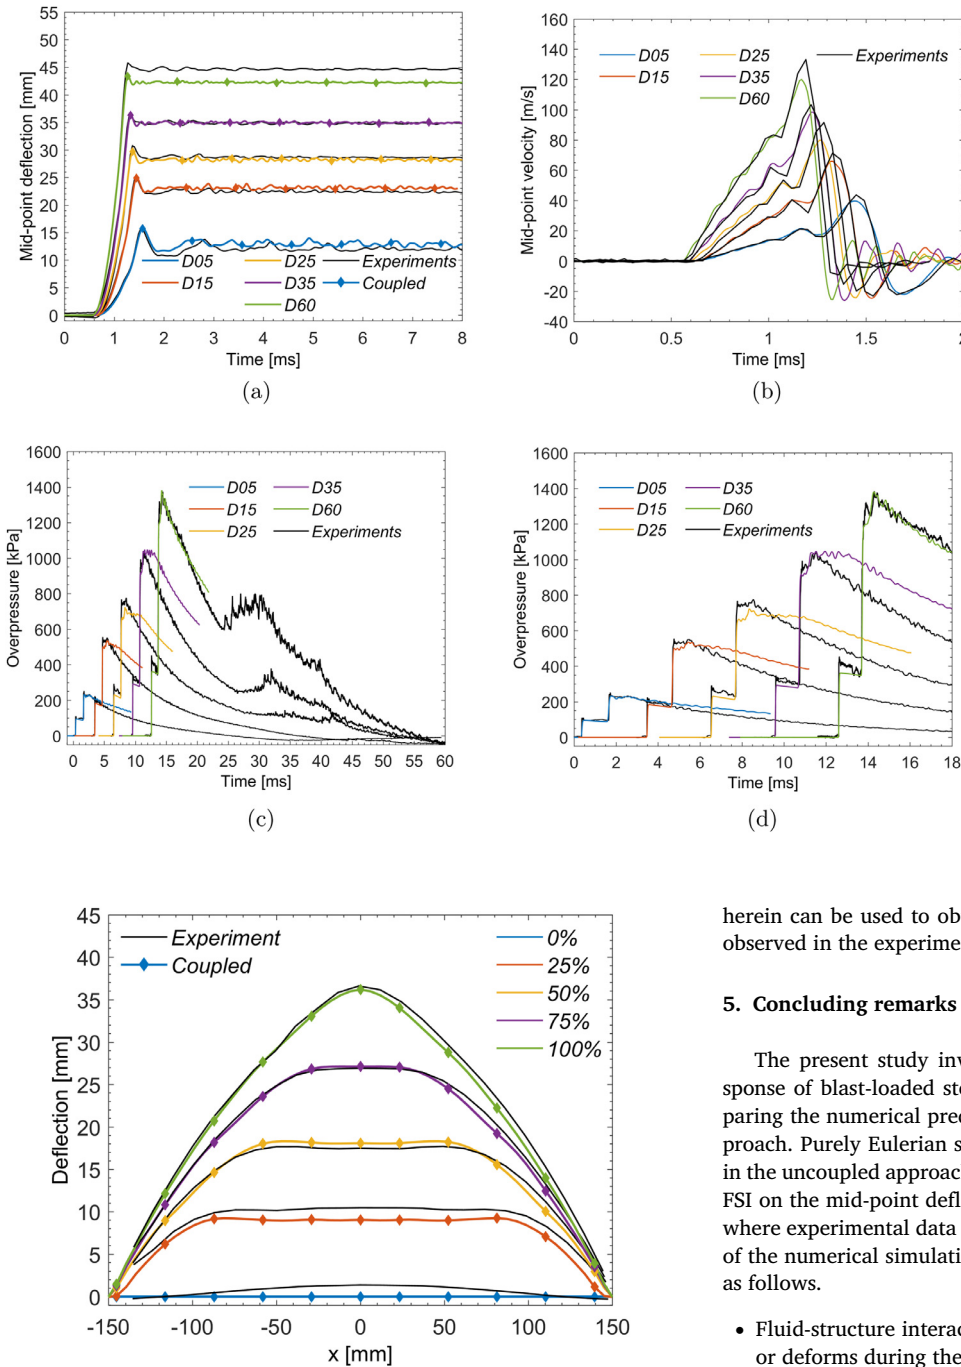 55
50
45
40
35
30
25
20
15
10
5
0
Mid-point deflection [mm]
D05
D15
D25
D35
D60
Experiments
Coupled
0 1 2 3 4 5 6 7 8
Time [ms]
(a)
160
140
120
100
80
60
40
20
0
-20
-40
Mid-point velocity [m/s]
D05
D15
D25
D35
D60
Experiments
0 0.5 1 1.5 2
Time [ms]
(b)
1600
1400
1200
1000
800
600
400
200
0
Overpressure [kPa]
D05
D15
D25
D35
D60
Experiments
0 5 10 15 20 25 30 35 40 45 50 55 60
Time [ms]
(c)
1600
1400
1200
1000
800
600
400
200
0
Overpressure [kPa]
D05
D15
D25
D35
D60
Experiments
0 2 4 6 8 10 12 14 16 18
Time [ms]
(d)
45
40
35
30
25
20
15
10
5
0
Deflection [mm]
Experiment
Coupled
0%
25%
50%
75%
100%
-150 -100 -50 0 50 100 150
x [mm]
herein can be used to ob
observed in the experime
5. Concluding remarks
The present study inv
sponse of blast-loaded ste
paring the numerical pred
proach. Purely Eulerian s
in the uncoupled approac
FSI on the mid-point defl
where experimental data
of the numerical simulati
as follows.
• Fluid-structure interac
or deforms during the